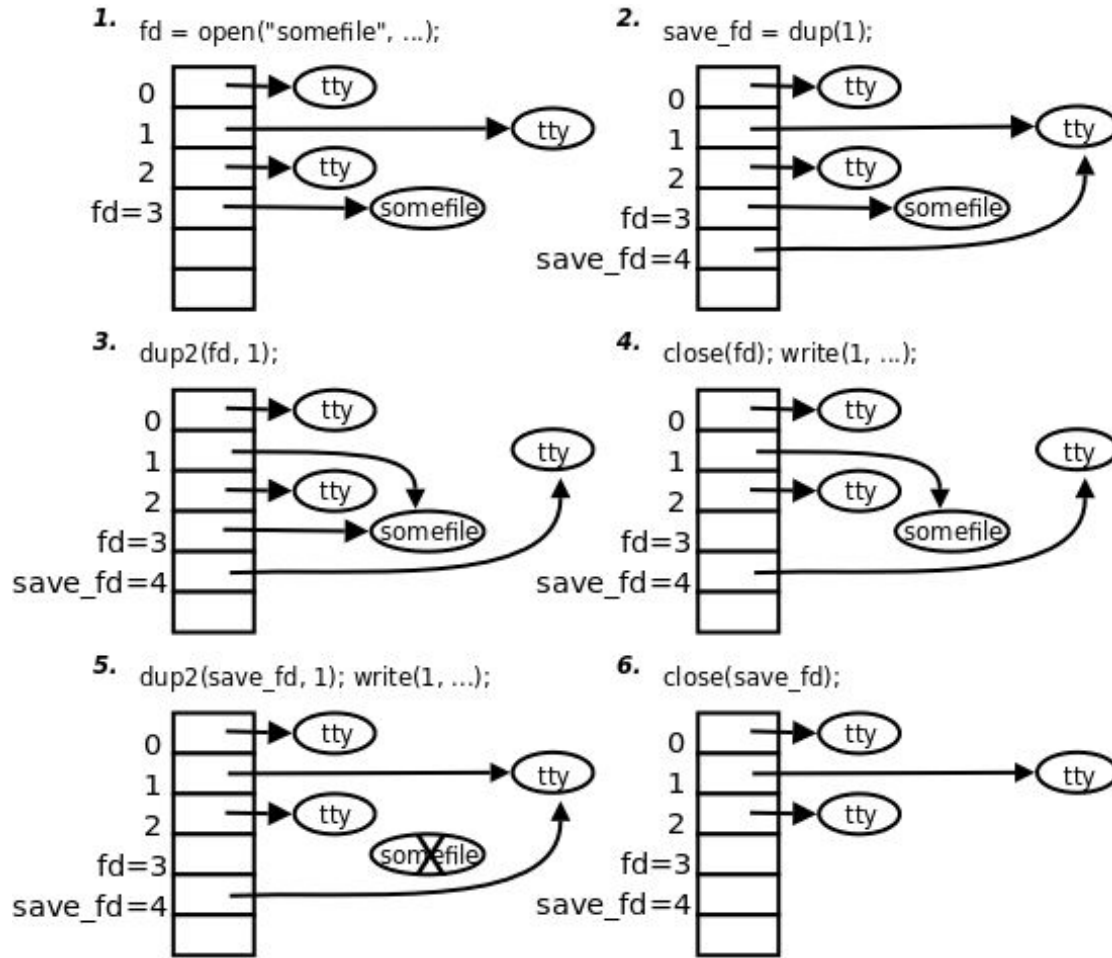 1. fd = open("somefile", ...);
0 tty
1 tty
2 tty
fd=3 somefile
2. save_fd = dup(1);
0 tty
1 tty
2 tty
fd=3 somefile
save_fd=4
3. dup2(fd, 1);
0 tty
1 tty
2 tty
fd=3 somefile
save_fd=4
4. close(fd); write(1, ...);
0 tty
1 tty
2 tty
fd=3 somefile
save_fd=4
5. dup2(save_fd, 1); write(1, ...);
0 tty
1 tty
2 tty
fd=3 somefile
save_fd=4
6. close(save_fd);
0 tty
1 tty
2 tty
fd=3
save_fd=4